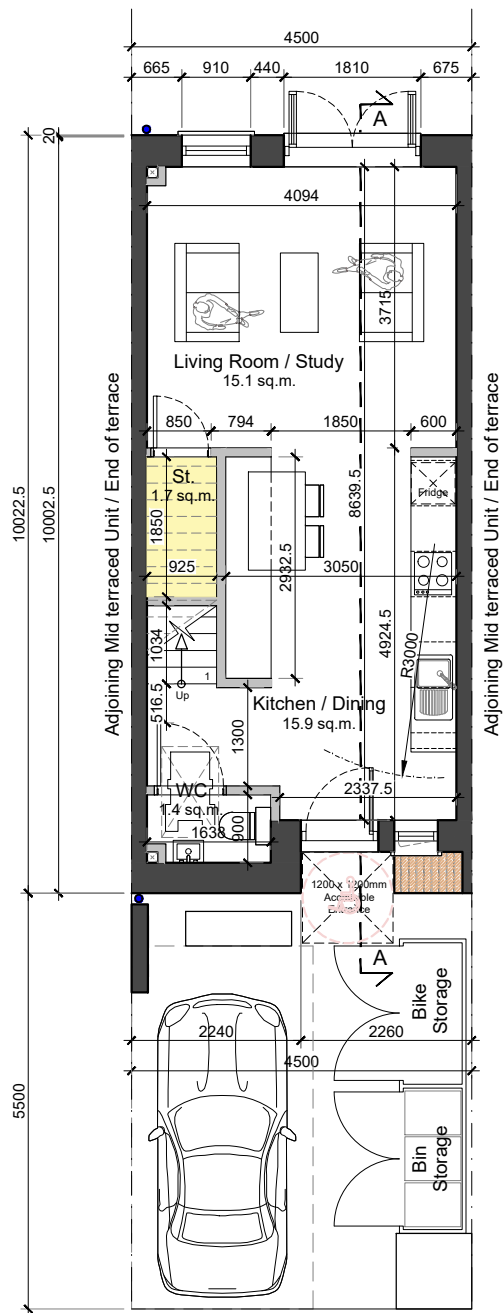 4500
665
910
440
1810
675
A
20
4094
3715
Living Room / Study
15.1 sq.m.
850
794
1850
600
St.
1.7 sq.m.
Fridge
1850
8639.5
2932.5
925
3050
4924.5
R3000
1034
Up
1
516.5
Kitchen / Dining
15.9 sq.m.
1300
WC
1.4 sq.m.
2337.5
1638
900
1200 x 1200mm
Accessible
Entrance
A
2240
2260
4500
Bike
Storage
Bin
Storage
10022.5
10002.5
5500
Adjoining Mid terraced Unit / End of terrace
Adjoining Mid terraced Unit / End of terrace